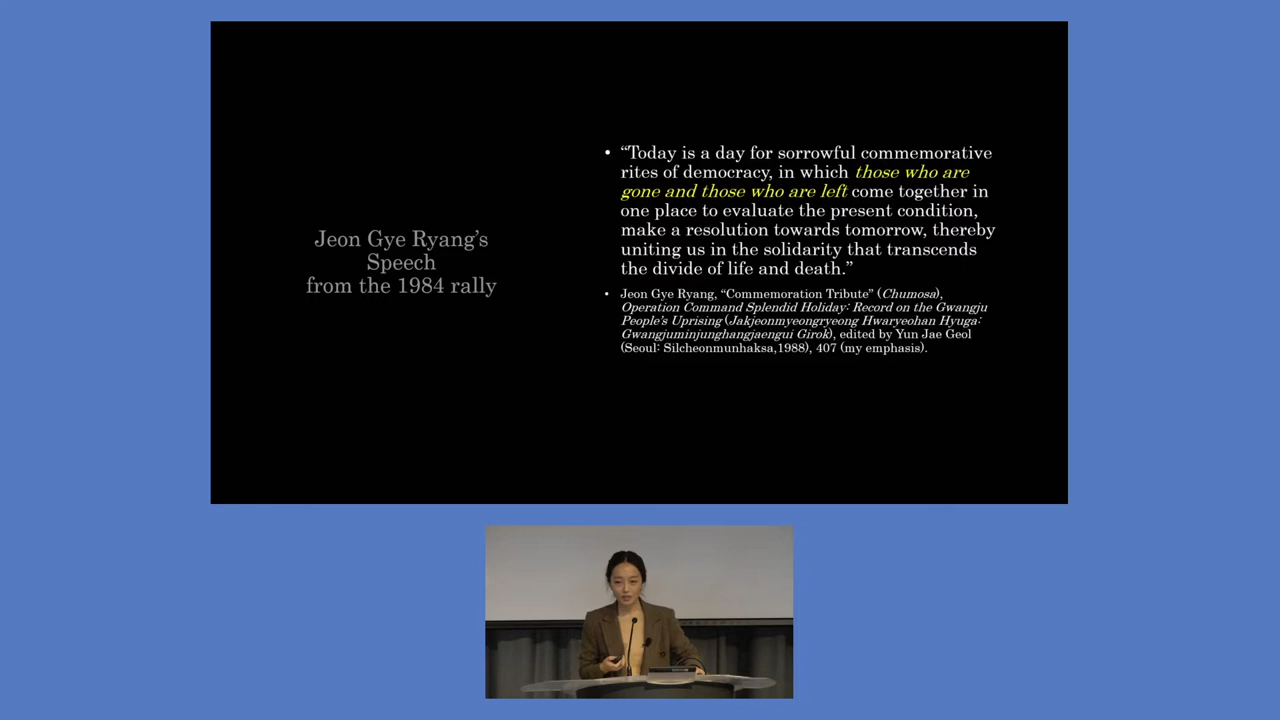 Jeon Gye Ryang's
Speech
from the 1984 rally
• “Today is a day for sorrowful commemorative
rites of democracy, in which those who are
gone and those who are left come together in
one place to evaluate the present condition,
make a resolution towards tomorrow, thereby
uniting us in the solidarity that transcends
the divide of life and death.”
• Jeon Gye Ryang, “Commemoration Tribute” (Chumosa),
Operation Command Splendid Holiday: Record on the Gwangju
People's Uprising (Jakjeonmyeongryeong Hwaryeohan Hyuga:
Gwangjuminjunghangjaengui Girok), edited by Yun Jae Geol
(Seoul: Silcheonmunhaksa,1988), 407 (my emphasis).